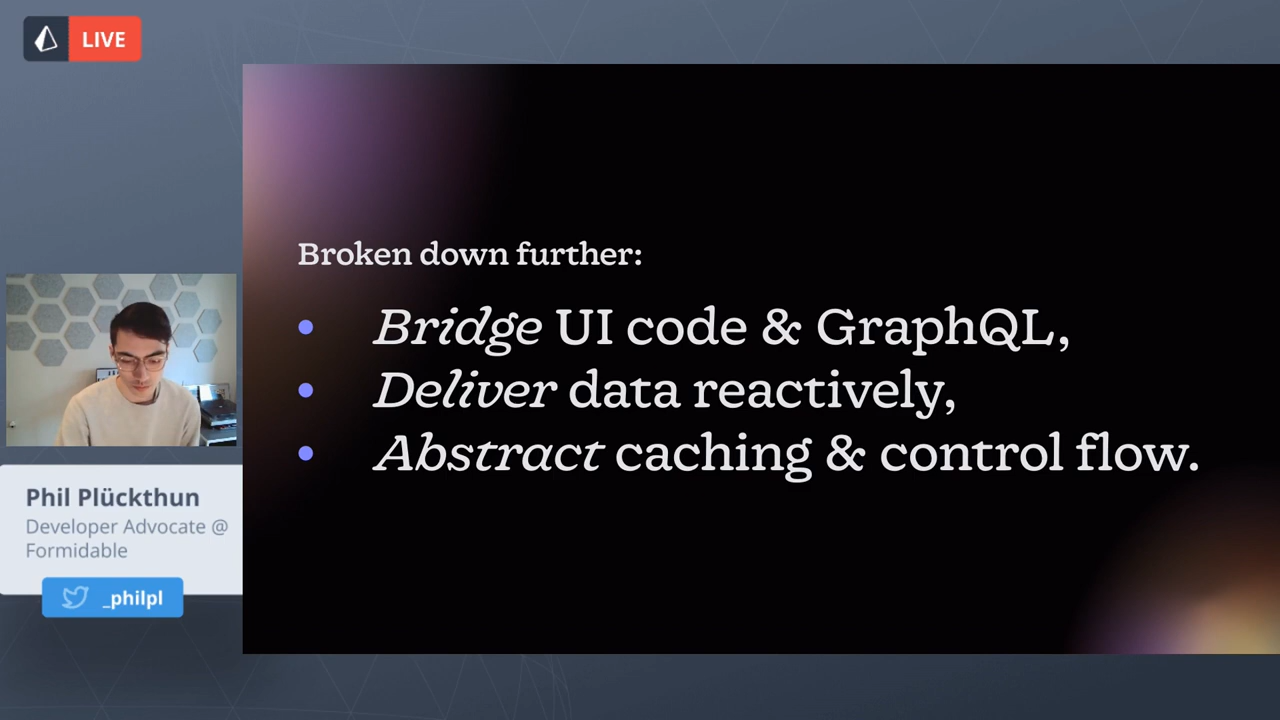 LIVE
Broken down further:
• Bridge UI code & GraphQL,
• Deliver data reactively,
• Abstract caching & control flow.
Phil Plückthun
Developer Advocate @
Formidable
_philpl